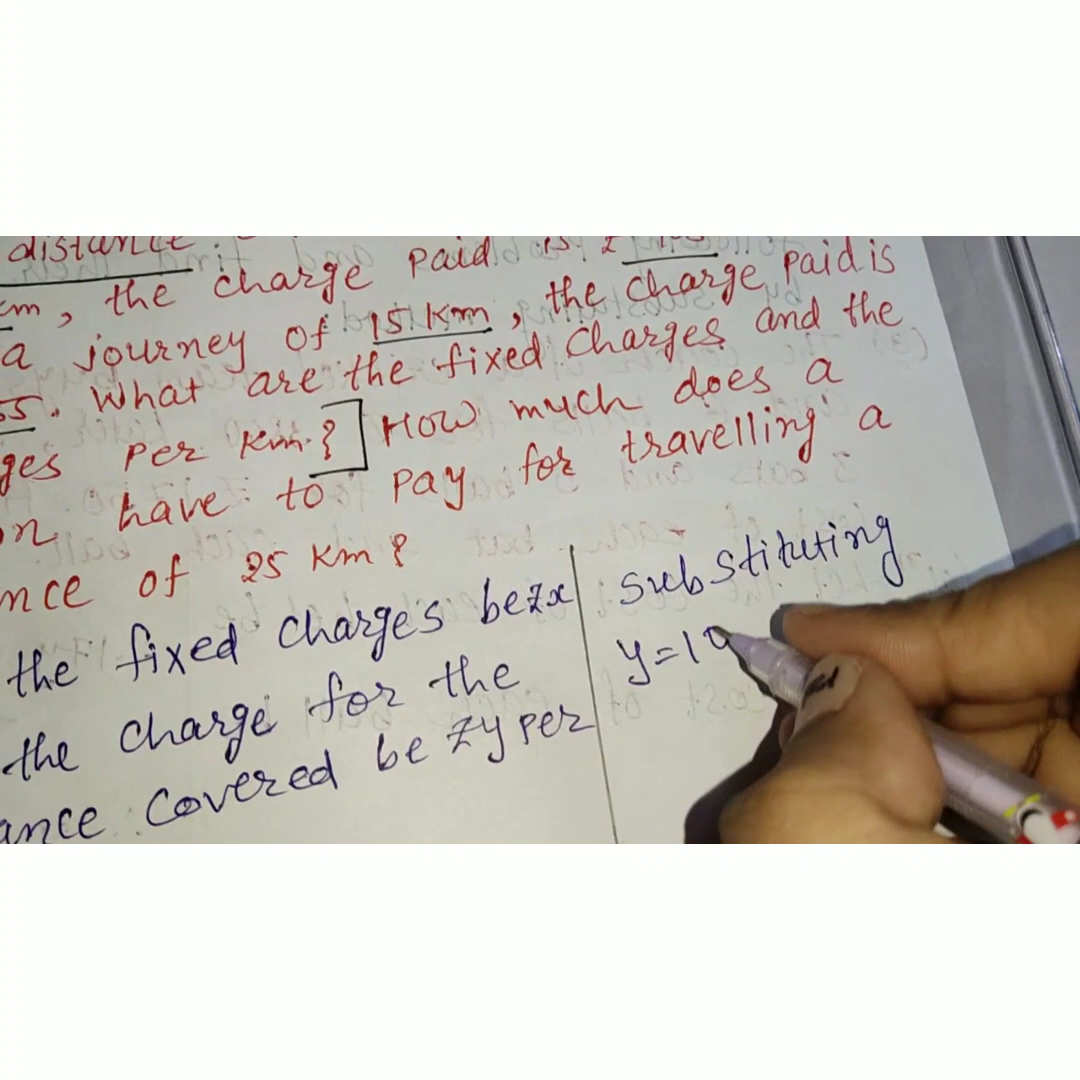 distance
km, the charge paid is ₹
a journey of 15 Km, the charge paid is
55. What are the fixed charges and the
ges per Km.? How much does a
on have to pay for travelling a
nce of 25 Km?
the fixed charges be ₹x
the charge for the
ance covered be ₹y per
substituting
y=10